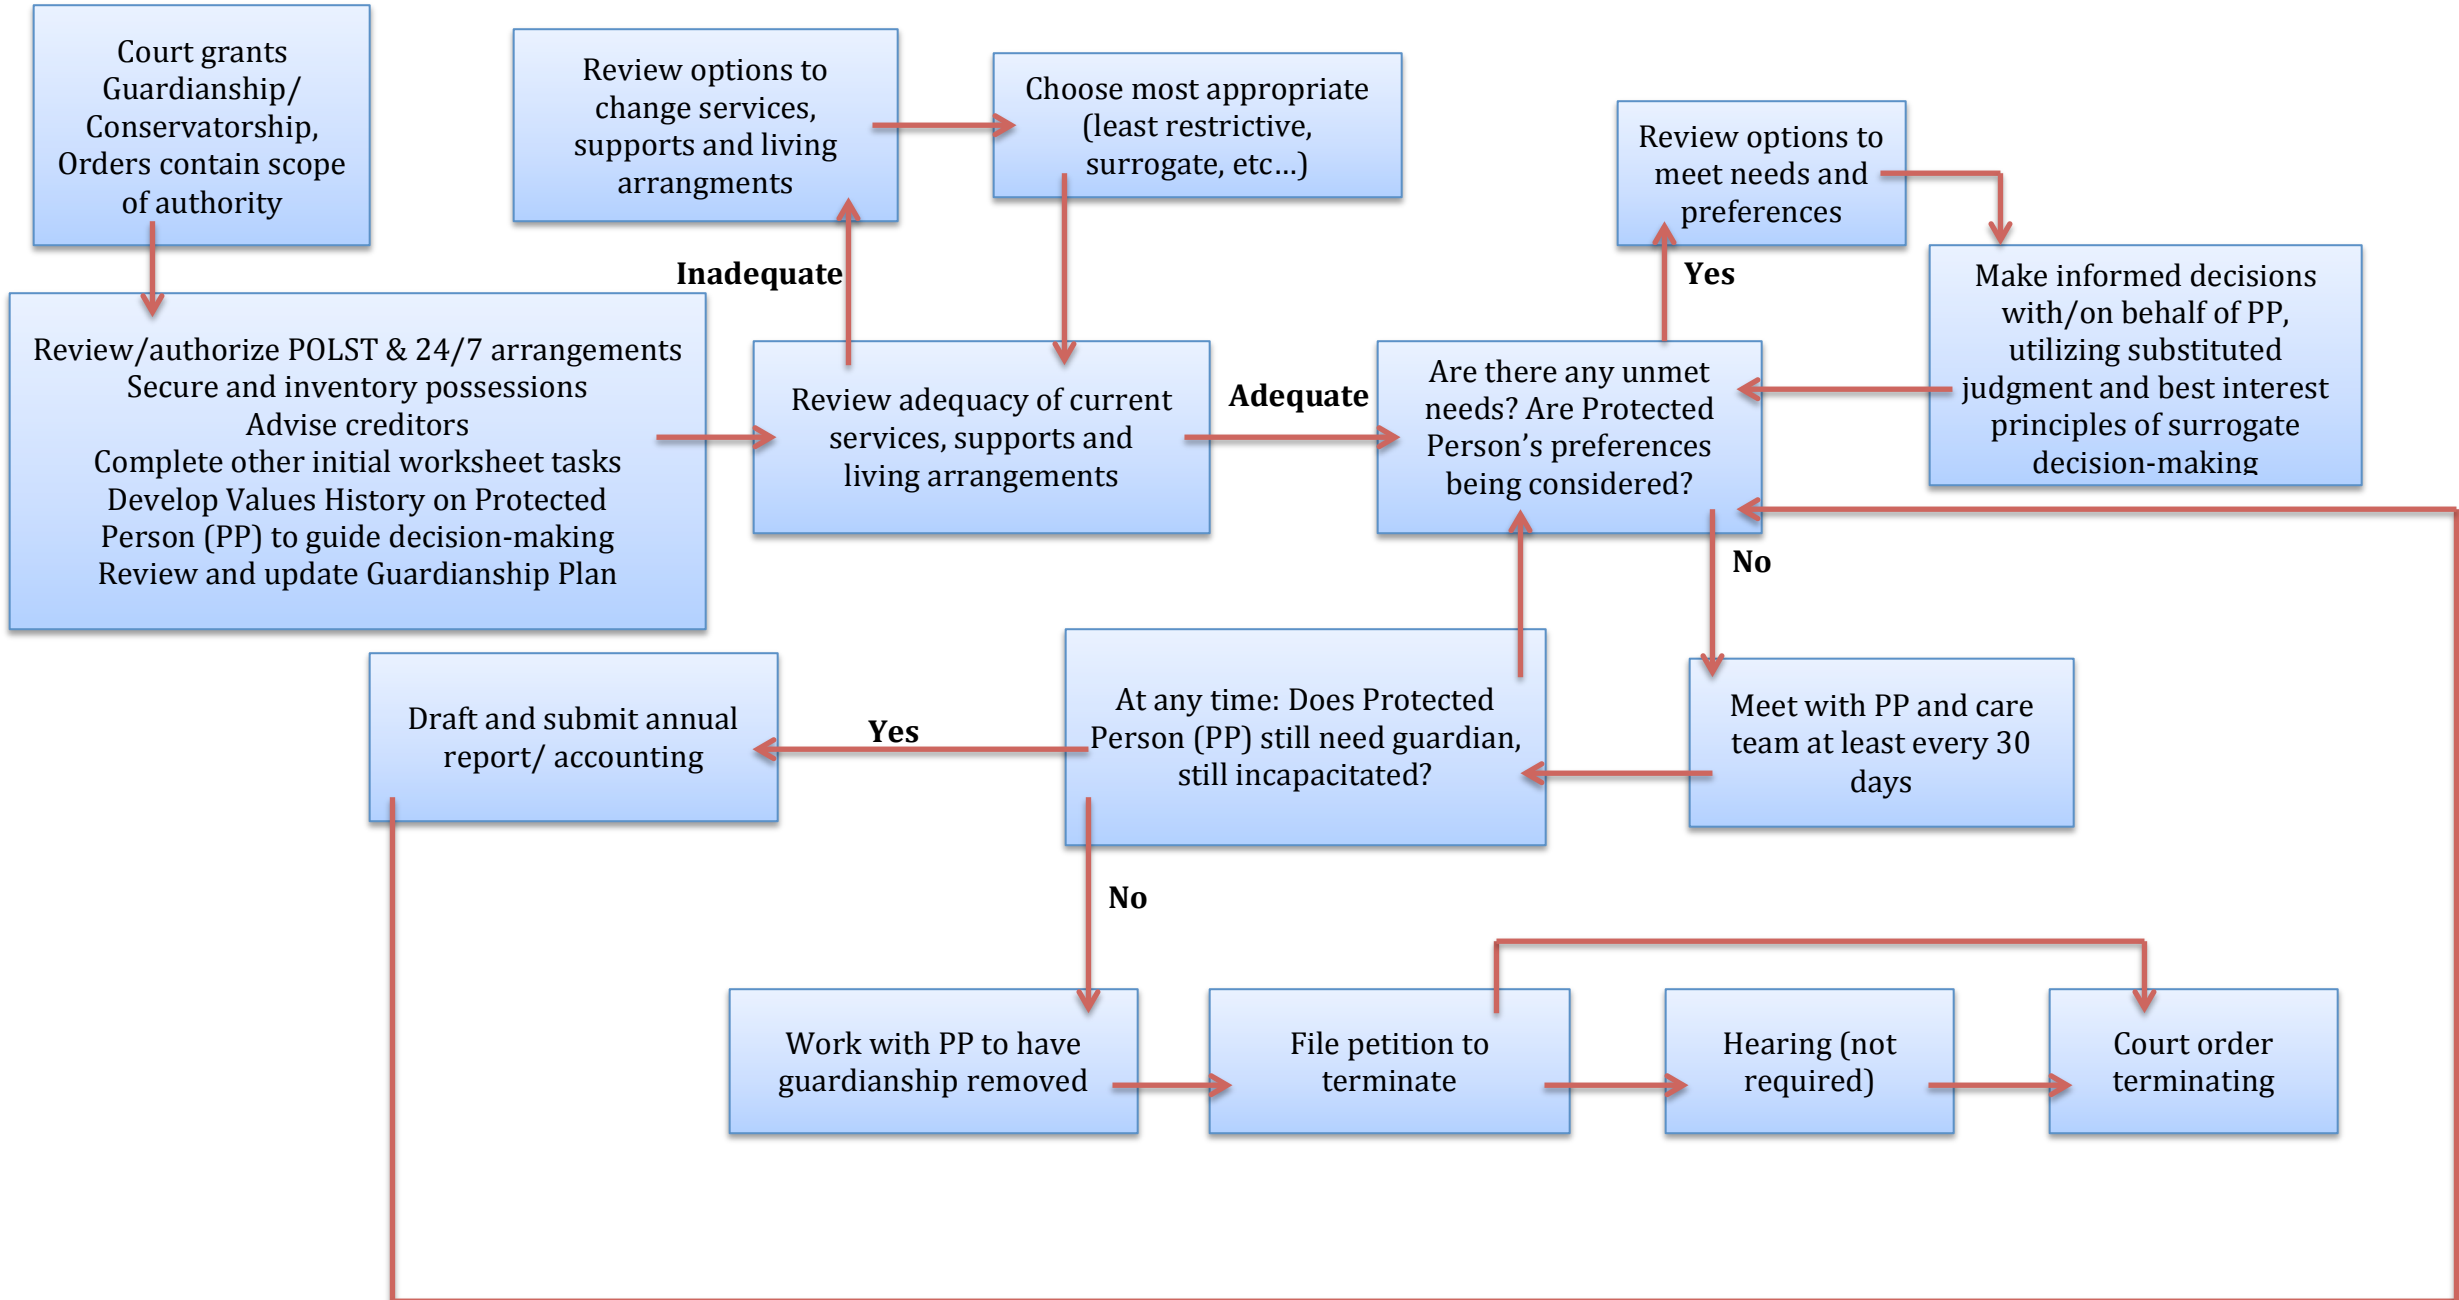 Court grants
Guardianship/
Conservatorship,
Orders contain scope
of authority
Review options to
change services,
supports and living
arrangments
Choose most appropriate
(least restrictive,
surrogate, etc…)
Review options to
meet needs and
preferences
Inadequate
Yes
Make informed decisions
with/on behalf of PP,
utilizing substituted
judgment and best interest
principles of surrogate
decision-making
Review/authorize POLST & 24/7 arrangements
Secure and inventory possessions
Advise creditors
Complete other initial worksheet tasks
Develop Values History on Protected
Person (PP) to guide decision-making
Review and update Guardianship Plan
Review adequacy of current
services, supports and
living arrangements
Adequate
Are there any unmet
needs? Are Protected
Person’s preferences
being considered?
No
Draft and submit annual
report/ accounting
Yes
At any time: Does Protected
Person (PP) still need guardian,
still incapacitated?
Meet with PP and care
team at least every 30
days
No
Work with PP to have
guardianship removed
File petition to
terminate
Hearing (not
required)
Court order
terminating